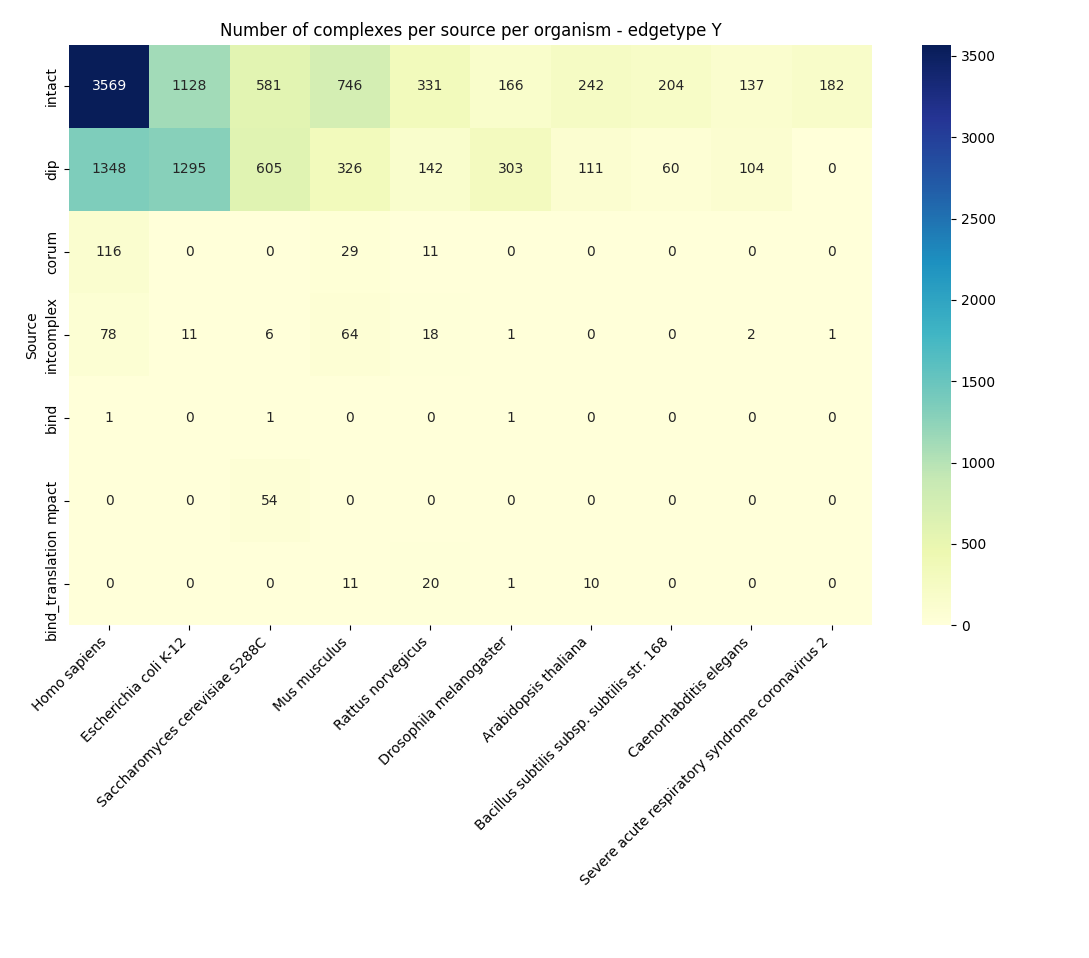 Number of complexes per source per organism - edgetype Y
intact 3569 1128 581 746 331 166 242 204 137 182
dip 1348 1295 605 326 142 303 111 60 104 0
corum 116 0 0 29 11 0 0 0 0 0
intcomplex 78 11 6 64 18 1 0 0 2 1
bind 1 0 1 0 0 1 0 0 0 0
mpact 0 0 54 0 0 0 0 0 0 0
bind_translation 0 0 0 11 20 1 10 0 0 0
Source
Homo sapiens
Escherichia coli K-12
Saccharomyces cerevisiae S288C
Mus musculus
Rattus norvegicus
Drosophila melanogaster
Arabidopsis thaliana
Bacillus subtilis subsp. subtilis str. 168
Caenorhabditis elegans
Severe acute respiratory syndrome coronavirus 2
3500
3000
2500
2000
1500
1000
500
0